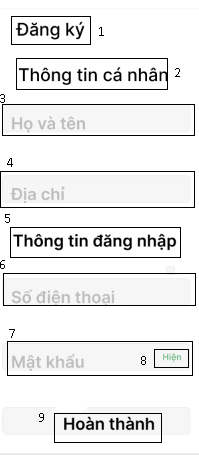 Đăng ký 1
Thông tin cá nhân 2
3
Họ và tên
4
Địa chỉ
5
Thông tin đăng nhập
6
Số điện thoại
7
Mật khẩu 8 Hiện
9 Hoàn thành